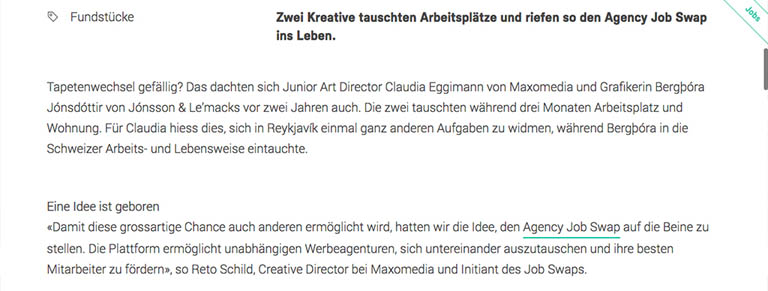 Fundstücke
Zwei Kreative tauschten Arbeitsplätze und riefen so den Agency Job Swap
ins Leben.
Jobs
Tapetenwechsel gefällig? Das dachten sich Junior Art Director Claudia Eggimann von Maxomedia und Grafikerin Bergþóra
Jónsdóttir von Jónsson & Le'macks vor zwei Jahren auch. Die zwei tauschten während drei Monaten Arbeitsplatz und
Wohnung. Für Claudia hiess dies, sich in Reykjavík einmal ganz anderen Aufgaben zu widmen, während Bergþóra in die
Schweizer Arbeits- und Lebensweise eintauchte.
Eine Idee ist geboren
«Damit diese grossartige Chance auch anderen ermöglicht wird, hatten wir die Idee, den Agency Job Swap auf die Beine zu
stellen. Die Plattform ermöglicht unabhängigen Werbeagenturen, sich untereinander auszutauschen und ihre besten
Mitarbeiter zu fördern», so Reto Schild, Creative Director bei Maxomedia und Initiant des Job Swaps.